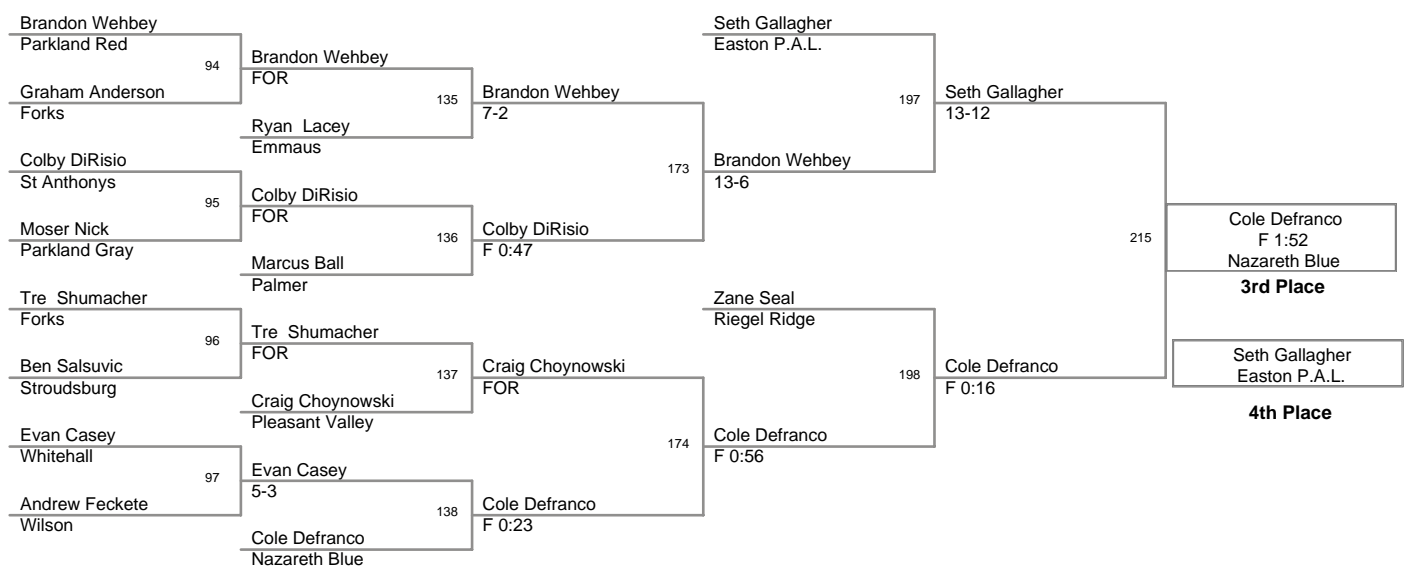 Brandon Wehbey
Parkland Red
94
Graham Anderson
Forks
Colby DiRisio
St Anthonys
95
Moser Nick
Parkland Gray
Tre Shumacher
Forks
96
Ben Salsuvic
Stroudsburg
Evan Casey
Whitehall
97
Andrew Feckete
Wilson
Brandon Wehbey
FOR
135
Ryan Lacey
Emmaus
Colby DiRisio
FOR
136
Marcus Ball
Palmer
Tre Shumacher
FOR
137
Craig Choynowski
Pleasant Valley
Evan Casey
5-3
138
Cole Defranco
Nazareth Blue
Brandon Wehbey
7-2
173
Colby DiRisio
F 0:47
Craig Choynowski
FOR
174
Cole Defranco
F 0:23
Seth Gallagher
Easton P.A.L.
197
Brandon Wehbey
13-6
Zane Seal
Riegel Ridge
198
Cole Defranco
F 0:56
Seth Gallagher
13-12
215
Cole Defranco
F 0:16
Cole Defranco
F 1:52
Nazareth Blue
3rd Place
Seth Gallagher
Easton P.A.L.
4th Place